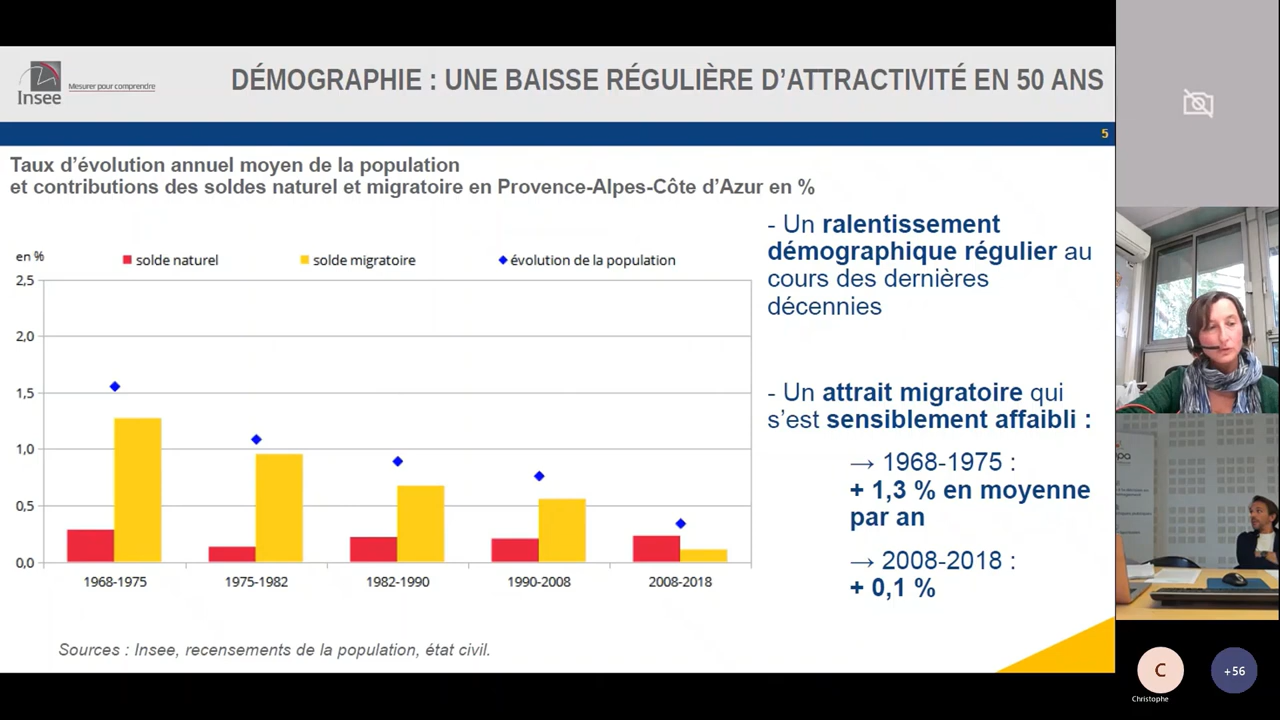 Insee
Mesurer pour comprendre
DÉMOGRAPHIE : UNE BAISSE RÉGULIÈRE D'ATTRACTIVITÉ EN 50 ANS
5
Taux d'évolution annuel moyen de la population
et contributions des soldes naturel et migratoire en Provence-Alpes-Côte d'Azur en %
en %
solde naturel
solde migratoire
évolution de la population
2,5
2,0
1,5
1,0
0,5
0,0
1968-1975
1975-1982
1982-1990
1990-2008
2008-2018
- Un ralentissement
démographique régulier au
cours des dernières
décennies
- Un attrait migratoire qui
s'est sensiblement affaibli :
→ 1968-1975 :
+ 1,3 % en moyenne
par an
→ 2008-2018 :
+ 0,1 %
Sources : Insee, recensements de la population, état civil.
C
Christophe
+56